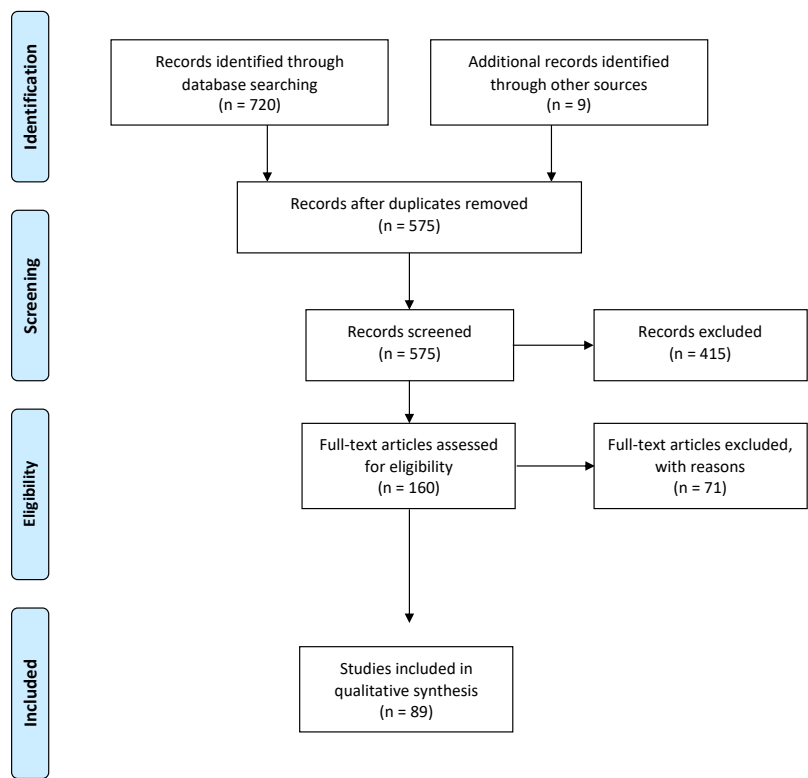 Identification
Records identified through
database searching
(n = 720)
Additional records identified
through other sources
(n = 9)
Records after duplicates removed
(n = 575)
Screening
Records screened
(n = 575)
Records excluded
(n = 415)
Eligibility
Full-text articles assessed
for eligibility
(n = 160)
Full-text articles excluded,
with reasons
(n = 71)
Included
Studies included in
qualitative synthesis
(n = 89)